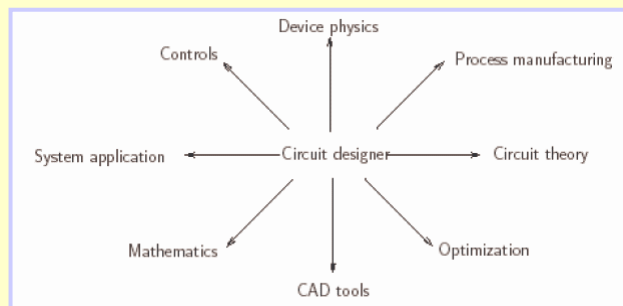 Device physics
Controls
Process manufacturing
System application
Circuit designer
Circuit theory
Mathematics
Optimization
CAD tools